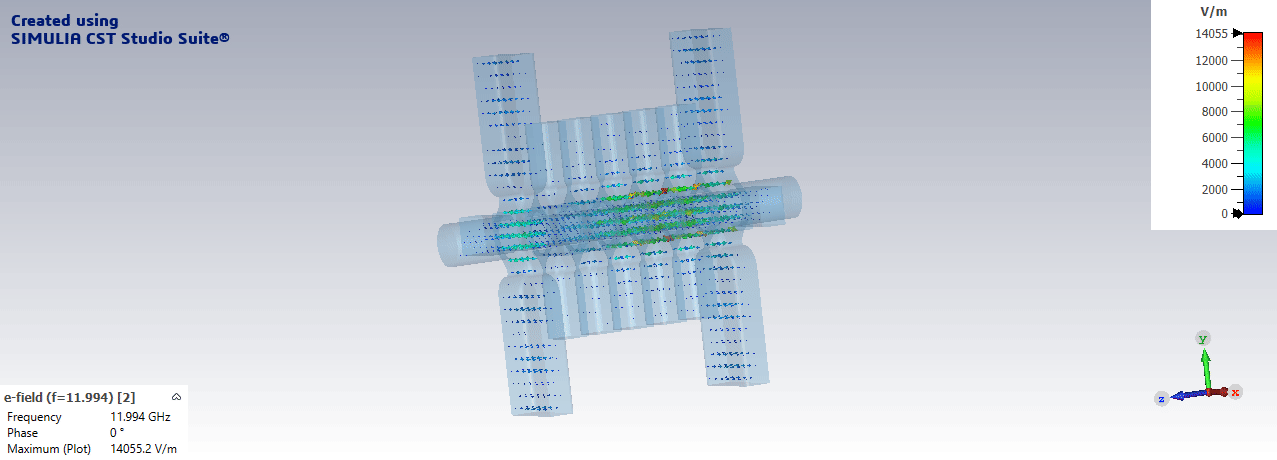 Created using
SIMULIA CST Studio Suite®
V/m
14055
12000
10000
8000
6000
4000
2000
0
y
z
x
e-field (f=11.994) [2]
Frequency 11.994 GHz
Phase 0 °
Maximum (Plot) 14055.2 V/m